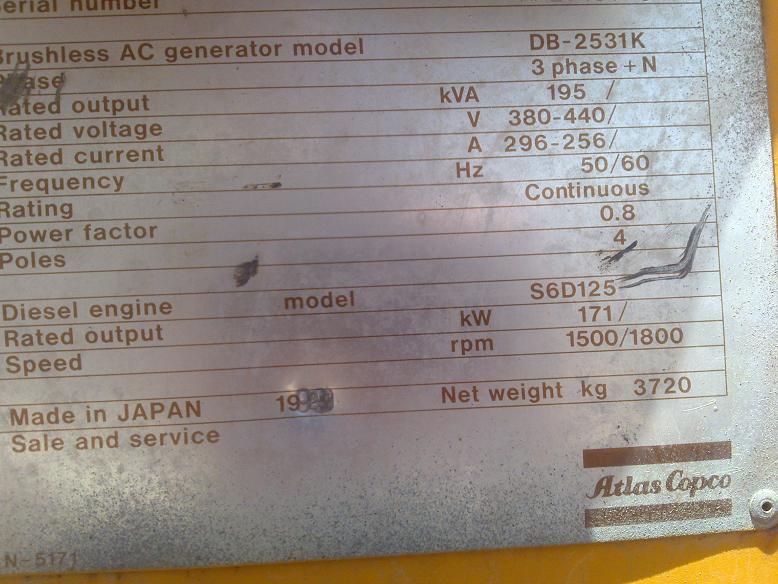 Serial number
Brushless AC generator model DB-2531K
Phase 3 phase + N
Rated output kVA 195 /
Rated voltage V 380-440/
Rated current A 296-256/
Frequency Hz 50/60
Rating Continuous
Power factor 0.8
Poles 4
Diesel engine model S6D125
Rated output kW 171/
Speed rpm 1500/1800
Made in JAPAN 19 Net weight kg 3720
Sale and service
Atlas Copco
N-5171